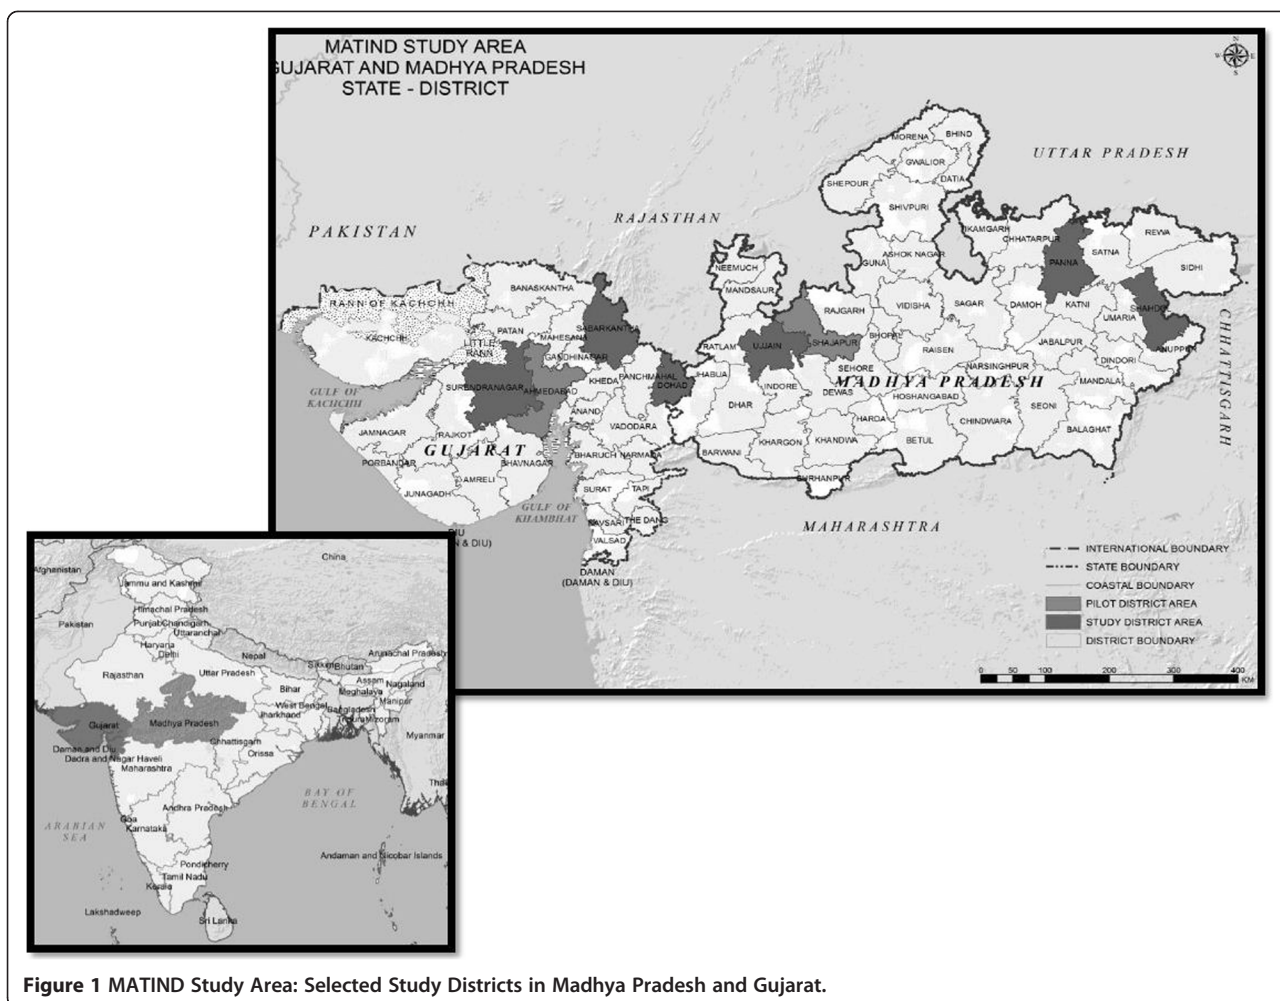 MATIND STUDY AREA
GUJARAT AND MADHYA PRADESH
STATE - DISTRICT
N
W E
S
UTTAR PRADESH
RAJASTHAN
PAKISTAN
CHHATTISGARH
MAHARASHTRA
MADHYA PRADESH
GUJARAT
GULF OF
KACHCHH
GULF OF
KHAMBHAT
MORENA
BHIND
GWALIOR
DATIA
SHEPOUR
SHIVPURI
IKAMGARH
CHHATARPUR
REWA
SATNA
SIDHI
PANNA
ASHOK NAGAR
GUNA
NEEMUCH
MANDSAUR
RAJGARH
VIDISHA
SAGAR
DAMOH
KATNI
UMARIA
SHAHDOL
ANUPPUR
RATLAM
UJJAIN
SHAJAPUR
BHOPAL
RAISEN
JABALPUR
DINDORI
NARSINGHPUR
SEHORE
MANDALA
HABUA
INDORE
DEWAS
HOSHANGABAD
SEONI
DHAR
HARDA
CHINDWARA
BALAGHAT
KHARGON
KHANDWA
BETUL
BARWANI
BURHANPUR
BANASKANTHA
RANN OF KACHCHH
KACHCHH
PATAN
MAHESANA
SABARKANTHA
LITTLE
RANN
GANDHINAGAR
SURENDRANAGAR
AHMEDABAD
KHEDA
PANCHMAHAL
DOHAD
ANAND
VADODARA
JAMNAGAR
RAJKOT
PORBANDAR
BHAVNAGAR
BHARUCH
NARMADA
AMRELI
JUNAGADH
SURAT
TAPI
NAVSARI
THE DANG
VALSAD
DIU
N & DIU)
DAMAN
(DAMAN & DIU)
INTERNATIONAL BOUNDARY
STATE BOUNDARY
COASTAL BOUNDARY
PILOT DISTRICT AREA
STUDY DISTRICT AREA
DISTRICT BOUNDARY
0 50 100 200 300 400
KM
China
Afghanistan
Jammu and Kashmir
Himachal Pradesh
Pakistan
Punjab
Chandigarh
Uttaranchal
Haryana
Delhi
Nepal
Sikkim
Bhutan
Arunachal Pradesh
Rajasthan
Uttar Pradesh
Assam
Nagaland
Bihar
Meghalaya
Manipur
West Bengal
Bangladesh
Jharkhand
Tripura
Mizoram
Gujarat
Madhya Pradesh
Myanmar
Chhattisgarh
Daman and Diu
Dadra and Nagar Haveli
Orissa
Maharashtra
Thai
BAY OF
BENGAL
Andhra Pradesh
Goa
Karnataka
ARABIAN
SEA
Andaman and Nicobar Islands
Pondicherry
Tamil Nadu
Kerala
Lakshadweep
Sri Lanka
Figure 1 MATIND Study Area: Selected Study Districts in Madhya Pradesh and Gujarat.